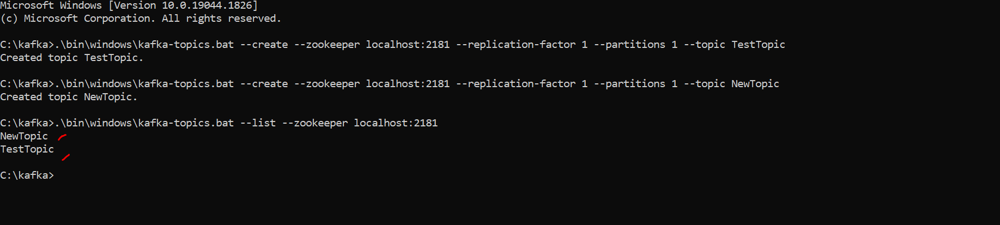 Microsoft Windows [Version 10.0.19044.1826]
(c) Microsoft Corporation. All rights reserved.
C:\kafka>.\bin\windows\kafka-topics.bat --create --zookeeper localhost:2181 --replication-factor 1 --partitions 1 --topic TestTopic
Created topic TestTopic.
C:\kafka>.\bin\windows\kafka-topics.bat --create --zookeeper localhost:2181 --replication-factor 1 --partitions 1 --topic NewTopic
Created topic NewTopic.
C:\kafka>.\bin\windows\kafka-topics.bat --list --zookeeper localhost:2181
NewTopic
TestTopic
C:\kafka>